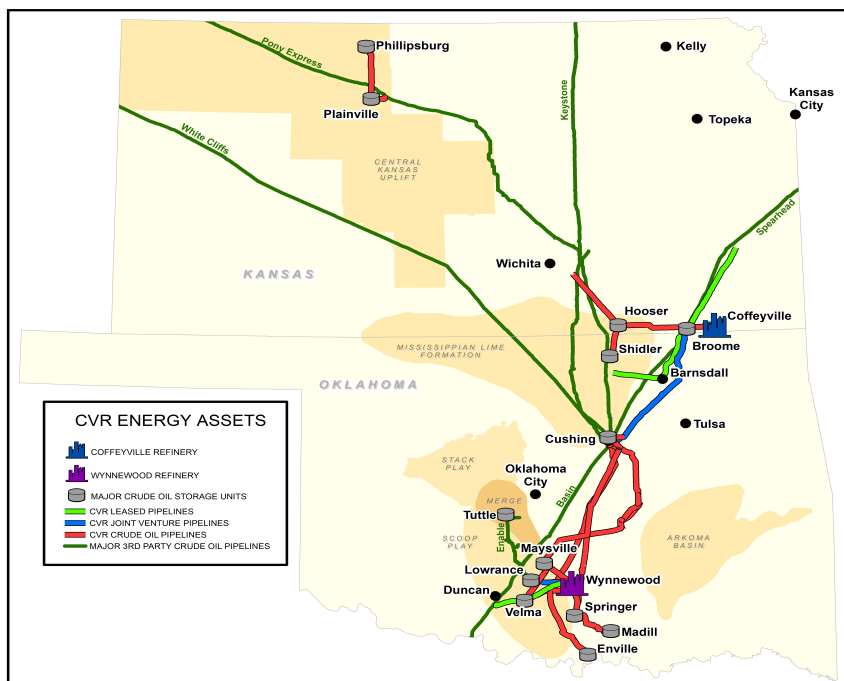 Phillipsburg
Kelly
Pony Express
Kansas
City
Keystone
Plainville
Topeka
White Cliffs
CENTRAL
KANSAS
UPLIFT
Spearhead
Wichita
KANSAS
Hooser
Coffeyville
Broome
MISSISSIPPIAN LIME
FORMATION
Shidler
Barnsdall
OKLAHOMA
CVR ENERGY ASSETS
COFFEYVILLE REFINERY
WYNNEWOOD REFINERY
MAJOR CRUDE OIL STORAGE UNITS
CVR LEASED PIPELINES
CVR JOINT VENTURE PIPELINES
CVR CRUDE OIL PIPELINES
MAJOR 3RD PARTY CRUDE OIL PIPELINES
Tulsa
Cushing
STACK
PLAY
Oklahoma
City
MERGE
Basin
Tuttle
Enable
SCOOP
PLAY
ARKOMA
BASIN
Maysville
Lowrance
Wynnewood
Duncan
Velma
Springer
Madill
Enville